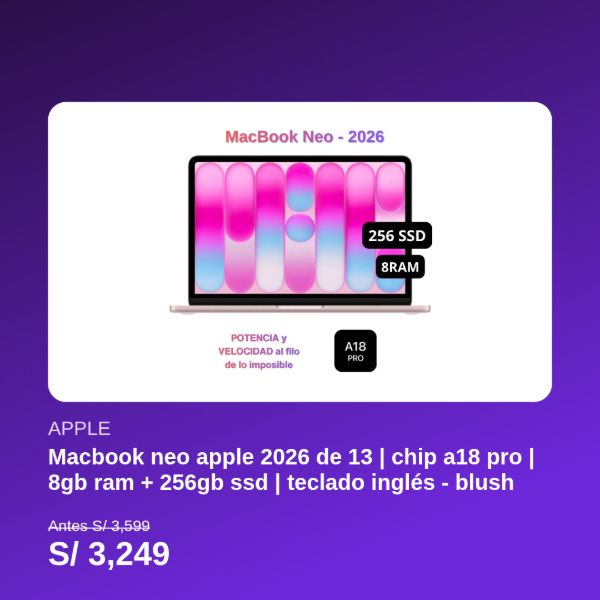 MacBook Neo - 2026
256 SSD
8RAM
POTENCIA y
VELOCIDAD al filo
de lo imposible
A18
PRO
APPLE
Macbook neo apple 2026 de 13 | chip a18 pro |
8gb ram + 256gb ssd | teclado inglés - blush
Antes S/ 3,599
S/ 3,249